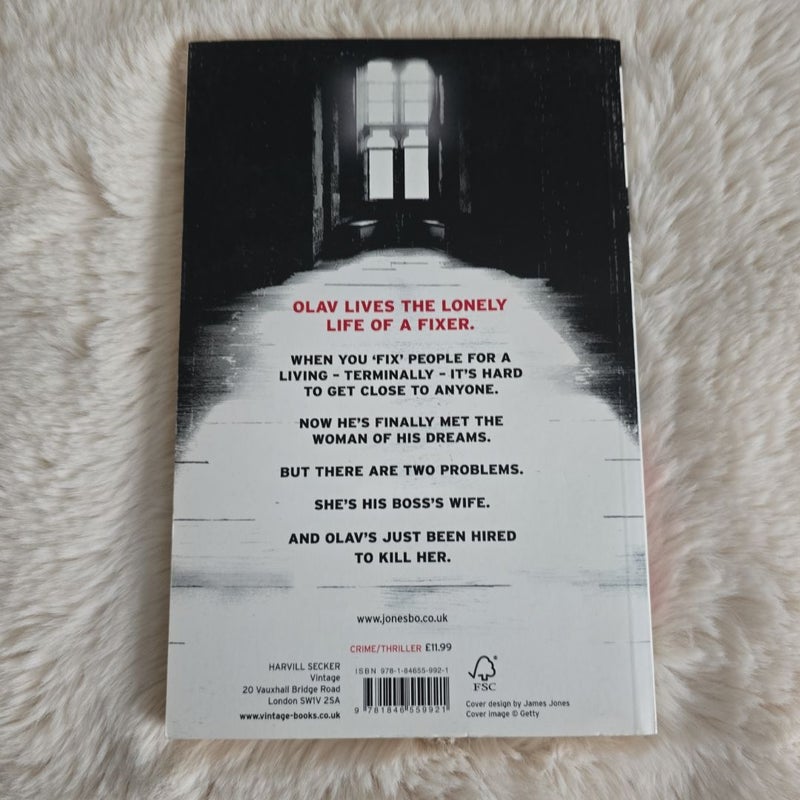 OLAV LIVES THE LONELY
LIFE OF A FIXER.
WHEN YOU ‘FIX’ PEOPLE FOR A
LIVING – TERMINALLY – IT’S HARD
TO GET CLOSE TO ANYONE.
NOW HE’S FINALLY MET THE
WOMAN OF HIS DREAMS.
BUT THERE ARE TWO PROBLEMS.
SHE’S HIS BOSS’S WIFE.
AND OLAV’S JUST BEEN HIRED
TO KILL HER.
www.jonesbo.co.uk
CRIME/THRILLER £11.99
HARVILL SECKER
Vintage
20 Vauxhall Bridge Road
London SW1V 2SA
www.vintage-books.co.uk
ISBN 978-1-84655-992-1
9 781846 559921
FSC
Cover design by James Jones
Cover image © Getty